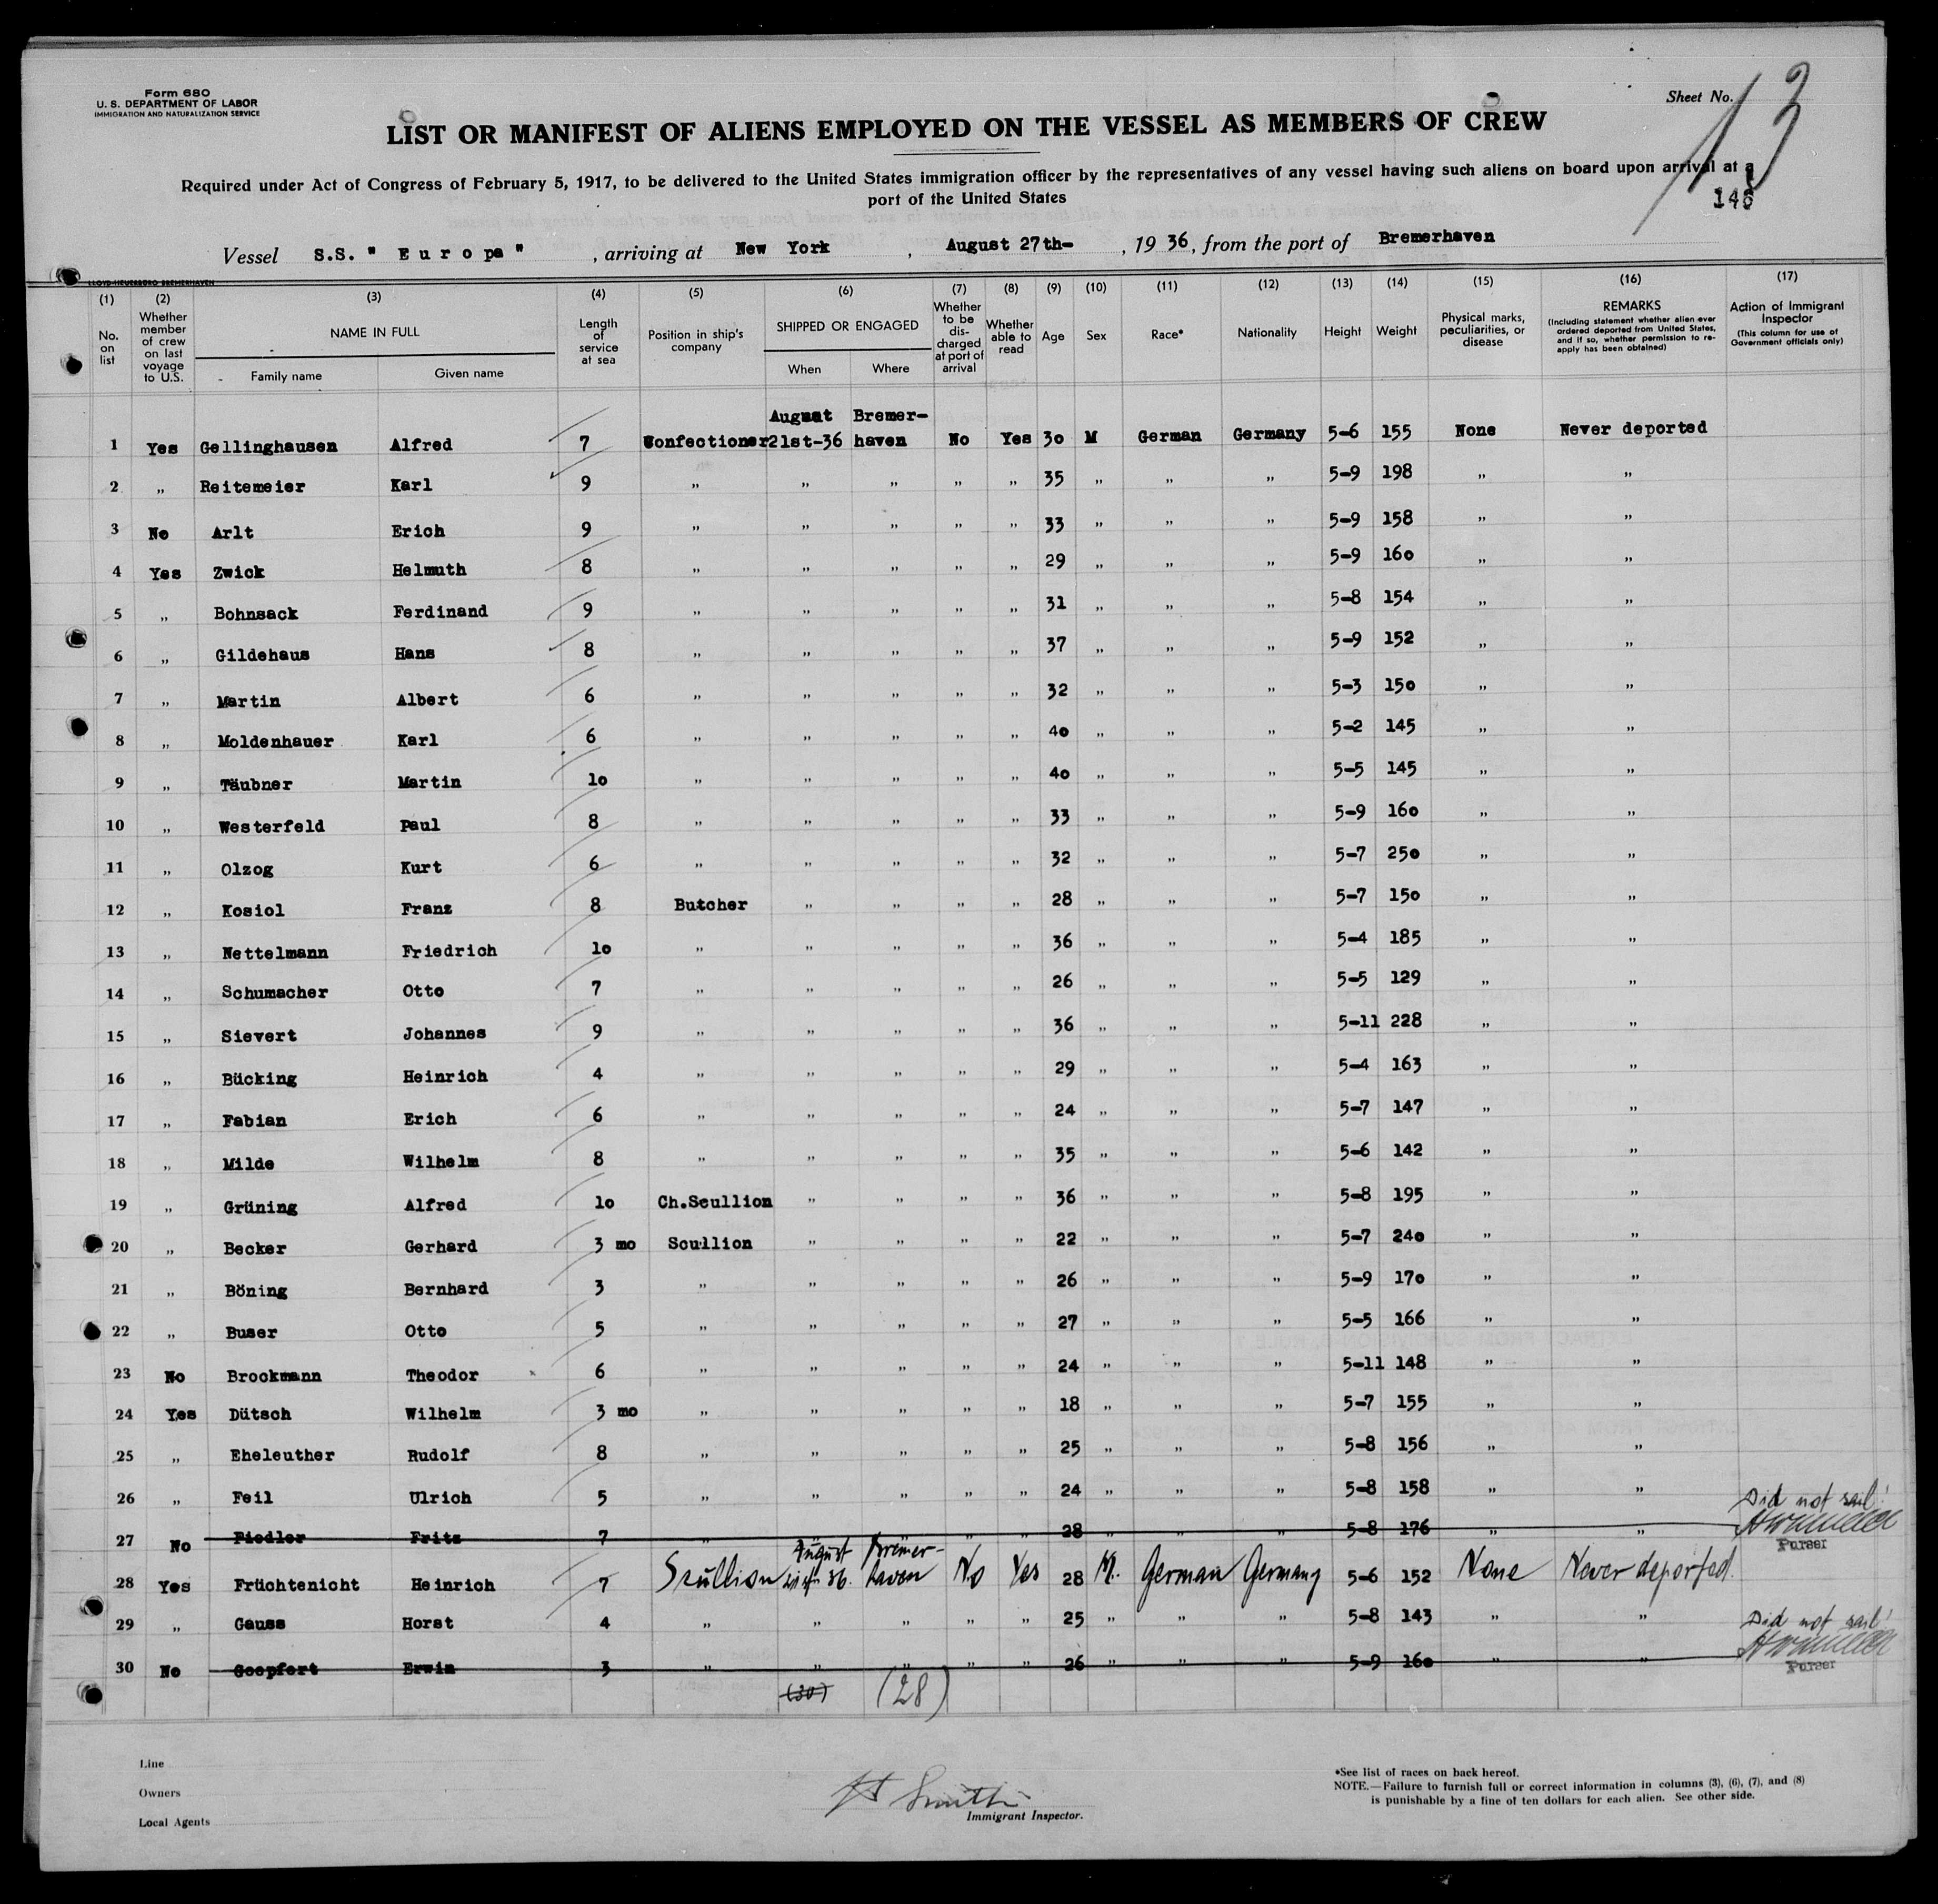 Form 680
U. S. DEPARTMENT OF LABOR
IMMIGRATION AND NATURALIZATION SERVICE
Sheet No. 13
LIST OR MANIFEST OF ALIENS EMPLOYED ON THE VESSEL AS MEMBERS OF CREW
Required under Act of Congress of February 5, 1917, to be delivered to the United States immigration officer by the representatives of any vessel having such aliens on board upon arrival at a
port of the United States
146
Vessel S.S. " E u r o pa " , arriving at New York , August 27th- , 19 36, from the port of Bremerhaven
LLOYD-HEUERBÜRO BREMERHAVEN
(1) (2) (3) (4) (5) (6) (7) (8) (9) (10) (11) (12) (13) (14) (15) (16) (17)
No. on list
Whether member of crew on last voyage to U.S.
NAME IN FULL
Family name Given name
Length of service at sea
Position in ship's company
SHIPPED OR ENGAGED
When Where
Whether to be discharged at port of arrival
Whether able to read
Age
Sex
Race*
Nationality
Height
Weight
Physical marks, peculiarities, or disease
REMARKS
(Including statement whether alien ever ordered deported from United States, and if so, whether permission to reapply has been obtained)
Action of Immigrant Inspector
(This column for use of Government officials only)
August Bremer-
1 Yes Gellinghausen Alfred 7 Confectioner 21st-36 haven No Yes 30 M German Germany 5-6 155 None Never deported
2 " Reitemeier Karl 9 " " " " " 35 " " " 5-9 198 " "
3 No Arlt Erich 9 " " " " " 33 " " " 5-9 158 " "
4 Yes Zwick Helmuth 8 " " " " " 29 " " " 5-9 160 " "
5 " Bohnsack Ferdinand 9 " " " " " 31 " " " 5-8 154 " "
6 " Gildehaus Hans 8 " " " " " 37 " " " 5-9 152 " "
7 " Martin Albert 6 " " " " " 32 " " " 5-3 150 " "
8 " Moldenhauer Karl 6 " " " " " 40 " " " 5-2 145 " "
9 " Täubner Martin 10 " " " " " 40 " " " 5-5 145 " "
10 " Westerfeld Paul 8 " " " " " 33 " " " 5-9 160 " "
11 " Olzog Kurt 6 " " " " " 32 " " " 5-7 250 " "
12 " Kosiol Franz 8 Butcher " " " " 28 " " " 5-7 150 " "
13 " Nettelmann Friedrich 10 " " " " " 36 " " " 5-4 185 " "
14 " Schumacher Otto 7 " " " " " 26 " " " 5-5 129 " "
15 " Sievert Johannes 9 " " " " " 36 " " " 5-11 228 " "
16 " Bücking Heinrich 4 " " " " " 29 " " " 5-4 163 " "
17 " Fabian Erich 6 " " " " " 24 " " " 5-7 147 " "
18 " Milde Wilhelm 8 " " " " " 35 " " " 5-6 142 " "
19 " Grüning Alfred 10 Ch.Scullion " " " " 36 " " " 5-8 195 " "
20 " Becker Gerhard 3 mo Scullion " " " " 22 " " " 5-7 240 " "
21 " Böning Bernhard 3 " " " " " 26 " " " 5-9 170 " "
22 " Buser Otto 5 " " " " " 27 " " " 5-5 166 " "
23 No Brockmann Theodor 6 " " " " " 24 " " " 5-11 148 " "
24 Yes Dütsch Wilhelm 3 mo " " " " " 18 " " " 5-7 155 " "
25 " Eheleuther Rudolf 8 " " " " " 25 " " " 5-8 156 " "
26 " Feil Ulrich 5 " " " " " 24 " " " 5-8 158 " "
Did not sail!
27 No Fiedler Fritz 7 " " " " " 28 " " " 5-8 176 " "
Purser
August Bremer-
28 Yes Früchtenicht Heinrich 7 Scullion 21st 36. haven No Yes 28 M. German Germany 5-6 152 None Never deported.
29 " Gauss Horst 4 " " " " " 25 " " " 5-8 143 " "
Did not sail!
30 No Goepfert Erwin 3 " " " " " 26 " " " 5-9 160 " "
Purser
(30) (28)
Line
Owners
Local Agents
H Smith
Immigrant Inspector.
*See list of races on back hereof.
NOTE.—Failure to furnish full or correct information in columns (3), (6), (7), and (8)
is punishable by a fine of ten dollars for each alien. See other side.